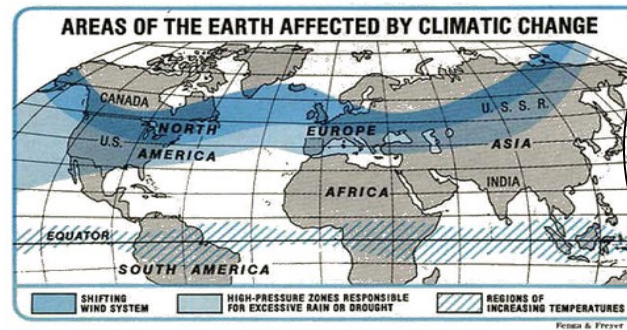 AREAS OF THE EARTH AFFECTED BY CLIMATIC CHANGE
CANADA
U.S.S.R.
NORTH
EUROPE
U.S.
AMERICA
ASIA
INDIA
AFRICA
EQUATOR
SOUTH AMERICA
SHIFTING
WIND SYSTEM
HIGH-PRESSURE ZONES RESPONSIBLE
FOR EXCESSIVE RAIN OR DROUGHT
REGIONS OF
INCREASING TEMPERATURES
Fenga & Freyer